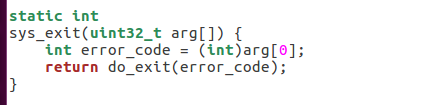 static int
sys_exit(uint32_t arg[]) {
    int error_code = (int)arg[0];
    return do_exit(error_code);
}